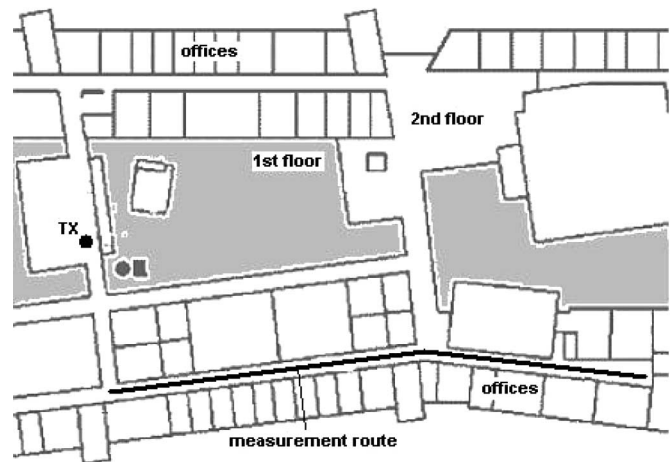 offices
2nd floor
1st floor
TX
offices
measurement route